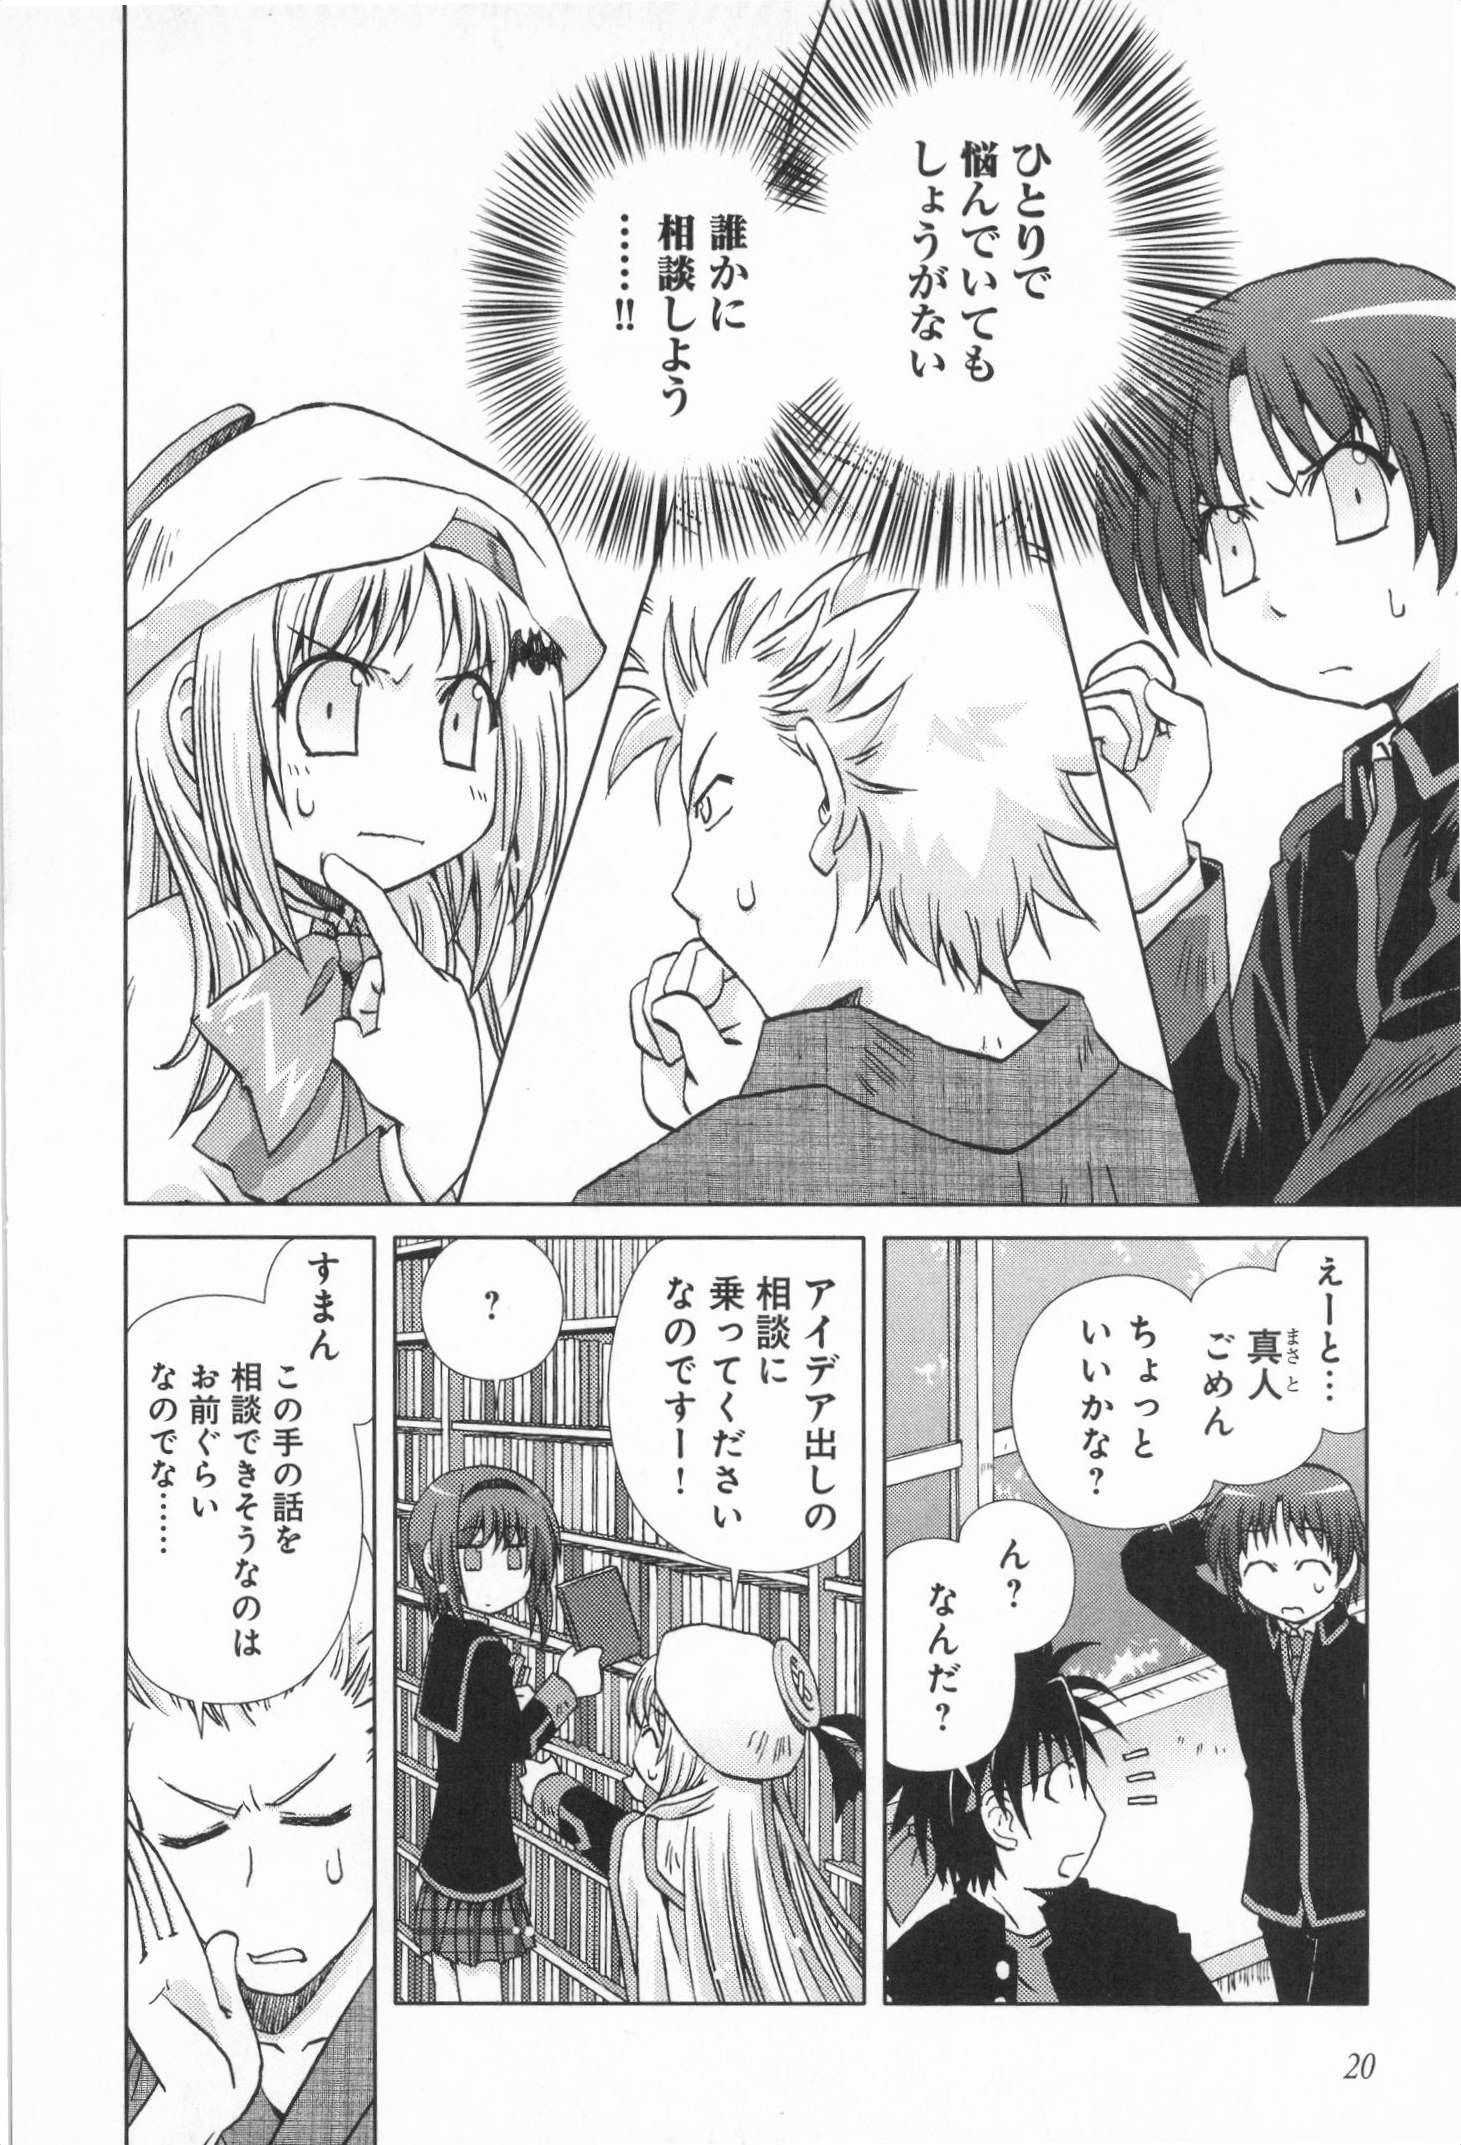 ひとりで
悩んでいても
しょうがない
誰かに
相談しよう
……!!
えーと…
真人
まさと
ごめん
ちょっと
いいかな?
ん?
なんだ?
アイデア出しの
相談に
乗ってください
なのですー!
?
すまん
この手の話を
相談できそうなのは
お前ぐらい
なのでな……
20